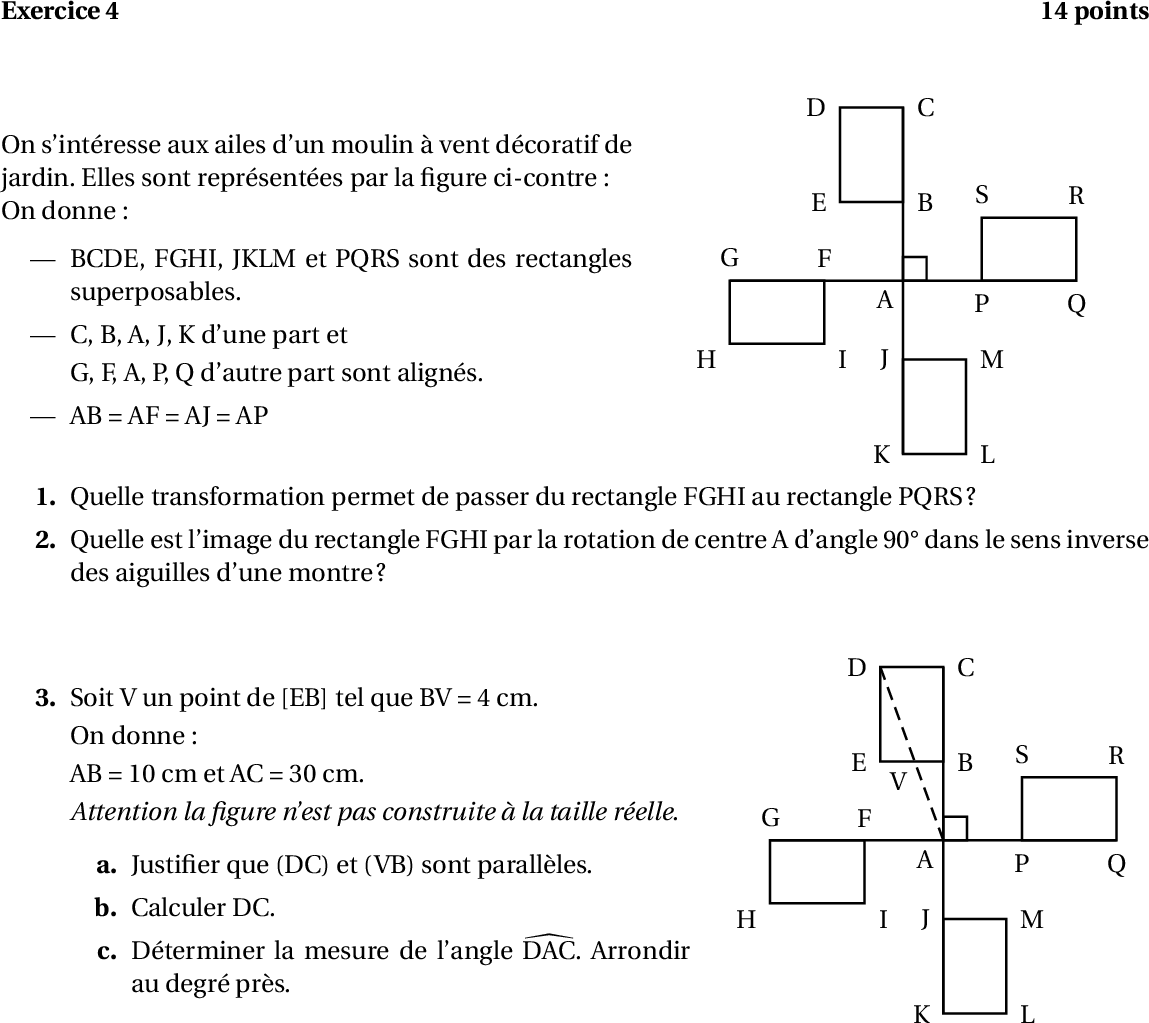 Exercice 4 14 points
On s'intéresse aux ailes d'un moulin à vent décoratif de
jardin. Elles sont représentées par la figure ci-contre :
On donne :
— BCDE, FGHI, JKLM et PQRS sont des rectangles
superposables.
— C, B, A, J, K d'une part et
G, F, A, P, Q d'autre part sont alignés.
— AB = AF = AJ = AP
D C
E B S R
G F
A P Q
H I J M
K L
1. Quelle transformation permet de passer du rectangle FGHI au rectangle PQRS ?
2. Quelle est l'image du rectangle FGHI par la rotation de centre A d'angle 90° dans le sens inverse
des aiguilles d'une montre ?
3. Soit V un point de [EB] tel que BV = 4 cm.
On donne :
AB = 10 cm et AC = 30 cm.
Attention la figure n'est pas construite à la taille réelle.
a. Justifier que (DC) et (VB) sont parallèles.
b. Calculer DC.
c. Déterminer la mesure de l'angle \widehat{DAC}. Arrondir
au degré près.
D C
E B S R
V
G F
A P Q
H I J M
K L